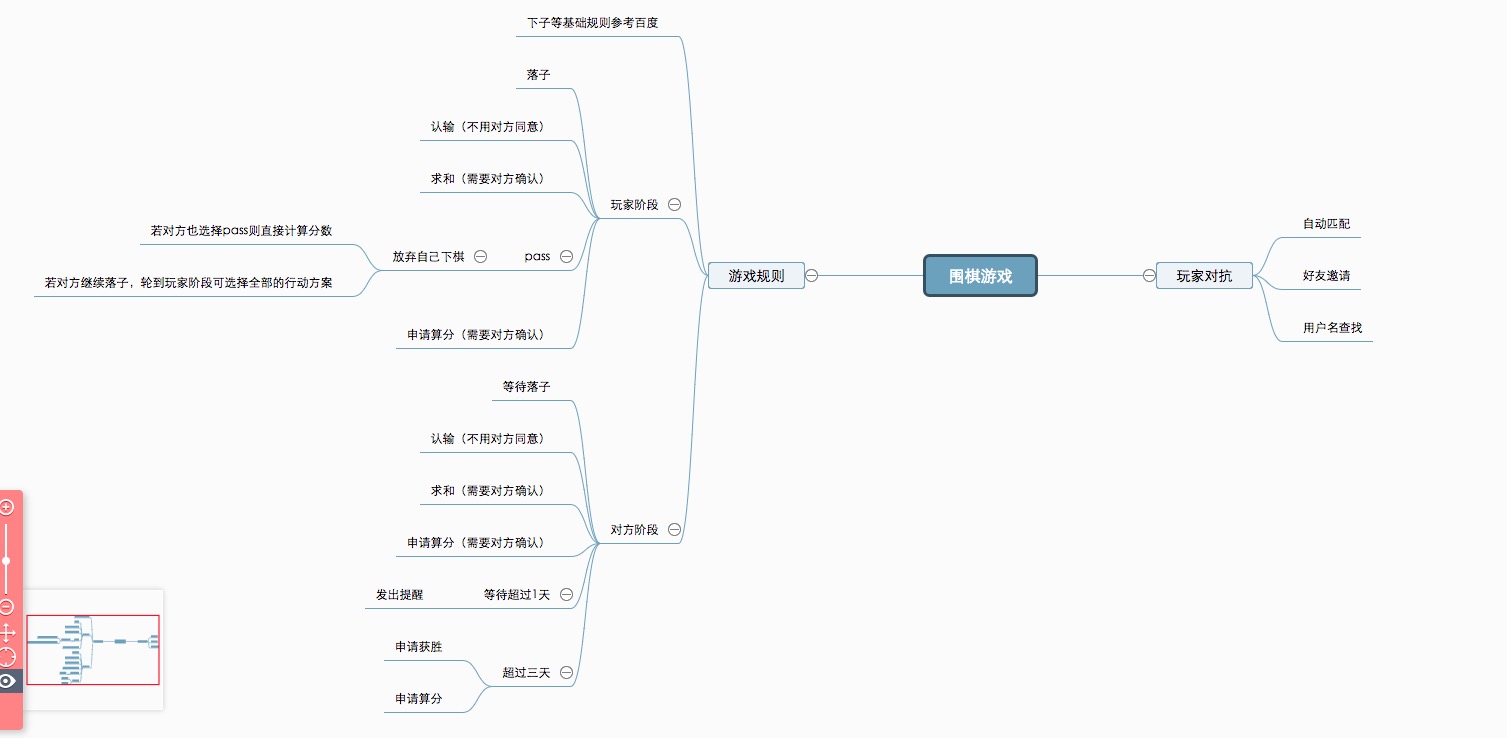 下子等基础规则参考百度
落子
认输（不用对方同意）
求和（需要对方确认）
玩家阶段
若对方也选择pass则直接计算分数
放弃自己下棋
pass
若对方继续落子，轮到玩家阶段可选择全部的行动方案
申请算分（需要对方确认）
游戏规则
围棋游戏
玩家对抗
自动匹配
好友邀请
用户名查找
等待落子
认输（不用对方同意）
求和（需要对方确认）
对方阶段
申请算分（需要对方确认）
发出提醒
等待超过1天
申请获胜
超过三天
申请算分